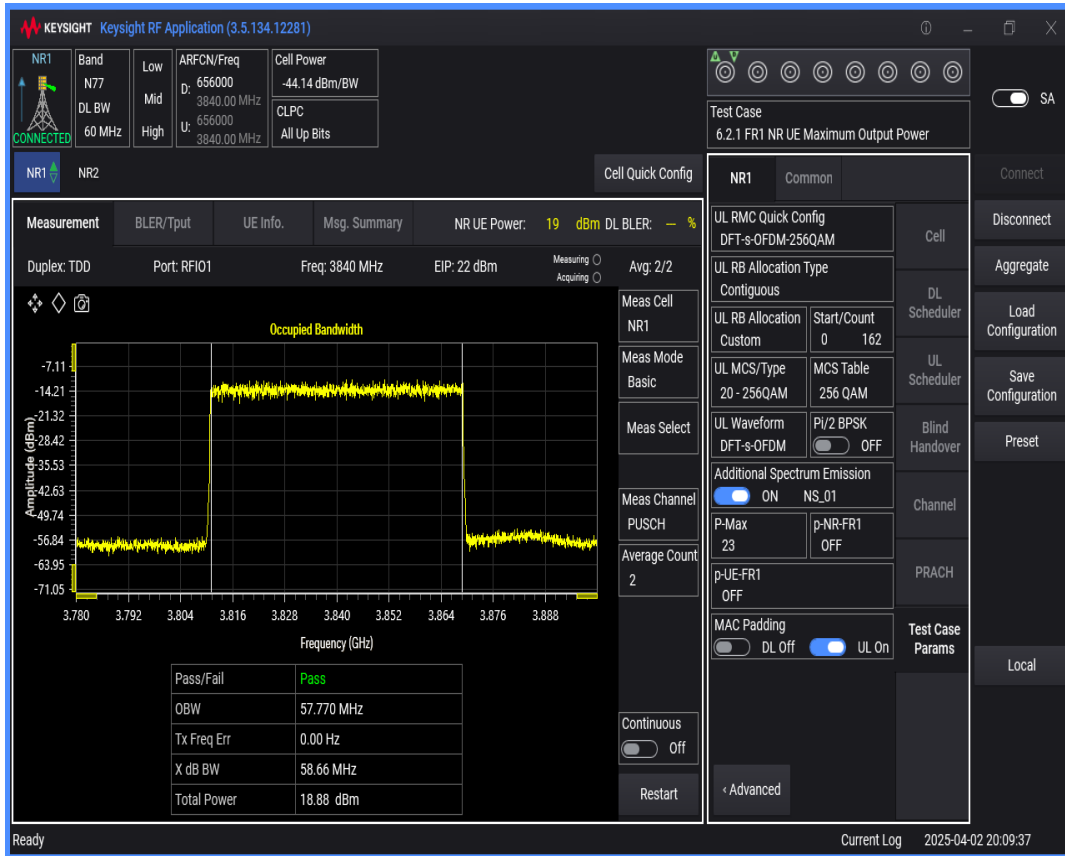 KEYSIGHT Keysight RF Application (3.5.134.12281)
NR1
CONNECTED
Band
N77
DL BW
60 MHz
Low
Mid
High
ARFCN/Freq
D: 656000
3840.00 MHz
U: 656000
3840.00 MHz
Cell Power
-44.14 dBm/BW
CLPC
All Up Bits
Test Case
6.2.1 FR1 NR UE Maximum Output Power
SA
NR1 NR2
Cell Quick Config
Measurement BLER/Tput UE Info. Msg. Summary NR UE Power: 19 dBm DL BLER: --- %
Duplex: TDD Port: RFIO1 Freq: 3840 MHz EIP: 22 dBm Measuring Acquiring Avg: 2/2
Occupied Bandwidth
Amplitude (dBm)
-7.11
-14.21
-21.32
-28.42
-35.53
-42.63
-49.74
-56.84
-63.95
-71.05
3.780 3.792 3.804 3.816 3.828 3.840 3.852 3.864 3.876 3.888
Frequency (GHz)
Pass/Fail Pass
OBW 57.770 MHz
Tx Freq Err 0.00 Hz
X dB BW 58.66 MHz
Total Power 18.88 dBm
Meas Cell
NR1
Meas Mode
Basic
Meas Select
Meas Channel
PUSCH
Average Count
2
Continuous
Off
Restart
NR1 Common
UL RMC Quick Config
DFT-s-OFDM-256QAM
UL RB Allocation Type
Contiguous
UL RB Allocation
Custom
Start/Count
0 162
UL MCS/Type
20 - 256QAM
MCS Table
256 QAM
UL Waveform
DFT-s-OFDM
Pi/2 BPSK
OFF
Additional Spectrum Emission
ON NS_01
P-Max
23
p-NR-FR1
OFF
p-UE-FR1
OFF
MAC Padding
DL Off UL On
‹ Advanced
Cell
DL
Scheduler
UL
Scheduler
Blind
Handover
Channel
PRACH
Test Case
Params
Connect
Disconnect
Aggregate
Load
Configuration
Save
Configuration
Preset
Local
Ready
Current Log 2025-04-02 20:09:37